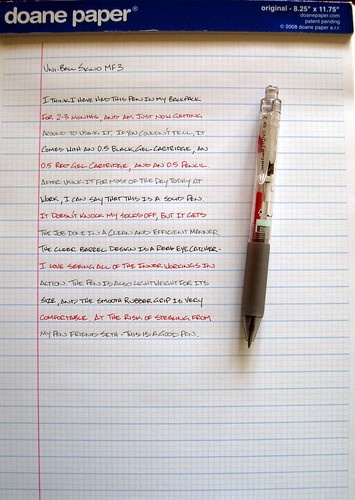 doane paper®
original - 8.25" x 11.75"
doanepaper.com
patent pending
© 2008 doane paper a.r.r.
UNI-BALL SIGNO MF3
I THINK I HAVE HAD THIS PEN IN MY BACKPACK
FOR 2-3 MONTHS, AND AM JUST NOW GETTING
AROUND TO USING IT. IF YOU COULDN'T TELL, IT
COMES WITH AN 0.5 BLACK GEL CARTRIDGE, AN
0.5 RED GEL CARTRIDGE, AND AN 0.5 PENCIL
AFTER USING IT FOR MOST OF THE DAY TODAY AT
WORK, I CAN SAY THAT THIS IS A SOLID PEN.
IT DOESN'T KNOCK MY SOCKS OFF, BUT IT GETS
THE JOB DONE IN A CLEAN AND EFFICIENT MANNER
THE CLEAR BARREL DESIGN IS A REAL EYE CATCHER -
I LOVE SEEING ALL OF THE INNER WORKINGS IN
ACTION. THE PEN IS ALSO LIGHTWEIGHT FOR ITS
SIZE, AND THE SMOOTH RUBBER GRIP IS VERY
COMFORTABLE AT THE RISK OF STEALING FROM
MY PEN FRIEND SETH - THIS IS A GOOD PEN.